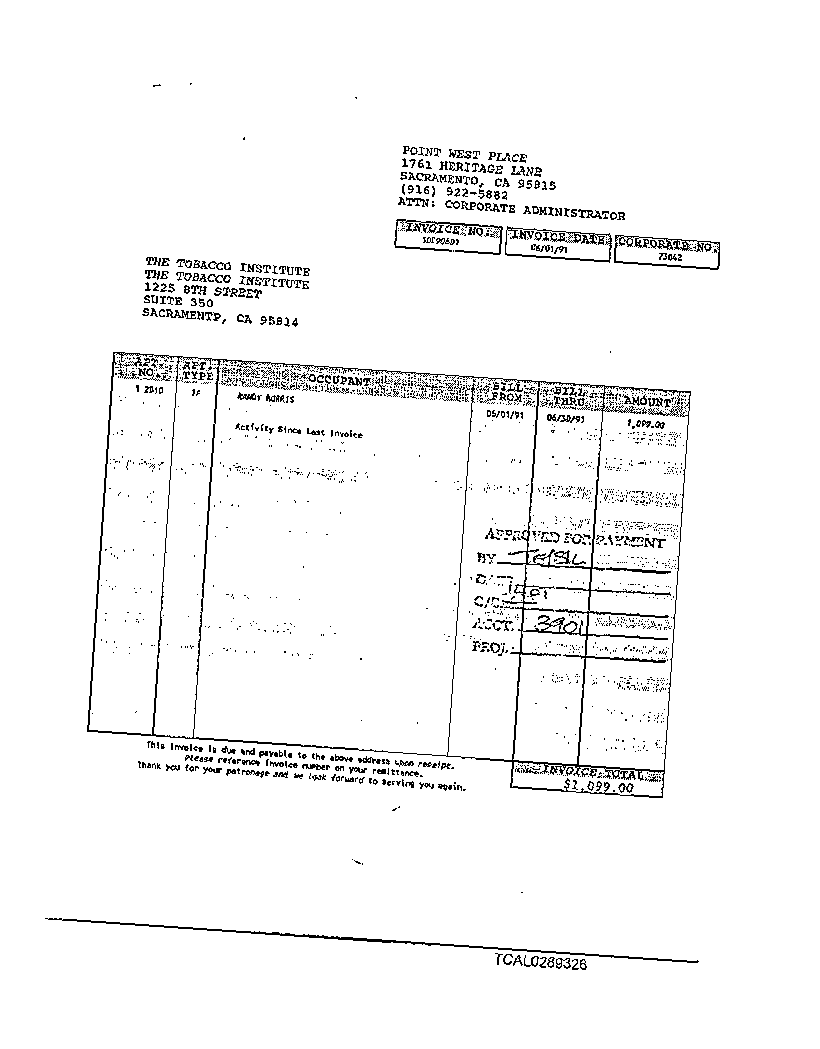 POINT WEST PLACE
1761 HERITAGE LANE
SACRAMENTO, CA 95815
(916) 922-5882
ATTN: CORPORATE ADMINISTRATOR
INVOICE NO. INVOICE DATE CORPORATE NO.
06/01/91 73042
THE TOBACCO INSTITUTE
THE TOBACCO INSTITUTE
1225 8TH STREET
SUITE 350
SACRAMENTP, CA 95814
APT. NO. APT. TYPE OCCUPANT BILL FROM BILL THRU AMOUNT
1 2010 RANDY MORRIS 06/01/91 06/30/91 1,099.00
Activity Since Last Invoice
APPROVED FOR PAYMENT
BY
C/C
ACCT. 3901
PROJ.
This invoice is due and payable to the above address upon receipt.
Please reference invoice number on your remittance.
Thank you for your patronage and we look forward to serving you again.
INVOICE TOTAL
$1,099.00
TCAL0289326